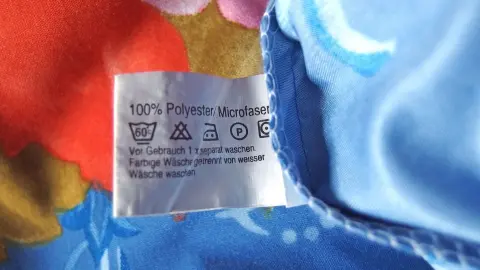 100% Polyester/Microfaser
60° P
Vor Gebrauch 1 x separat waschen.
Farbige Wäsche getrennt von weisser
Wäsche waschen.